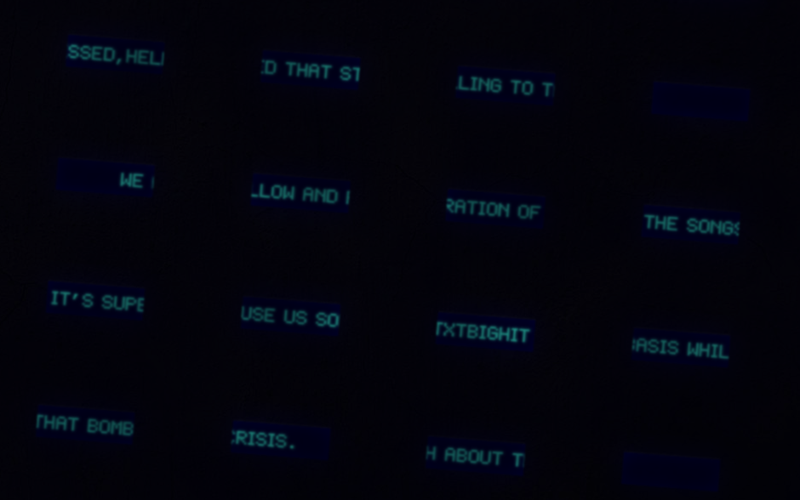 SSED,HEL
D THAT ST
LING TO T
WE
LLOW AND
RATION OF
THE SONGS
IT'S SUPE
USE US SO
TXTBIGHIT
ASIS WHIL
THAT BOMB
CRISIS.
H ABOUT T